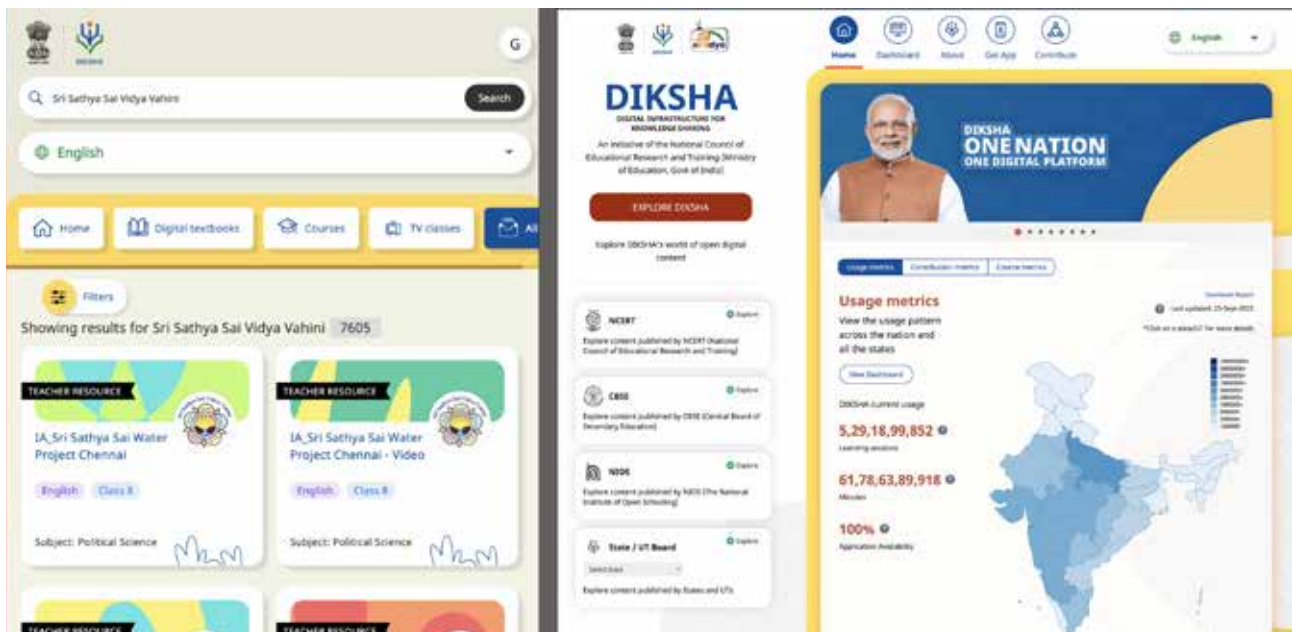 G
Sri Sathya Sai Vidya Vahini
Search
English
Home
Digital textbooks
Courses
TV classes
All
Filters
Showing results for Sri Sathya Sai Vidya Vahini 7605
TEACHER RESOURCE
IA_Sri Sathya Sai Water
Project Chennai
English Class 8
Subject: Political Science
TEACHER RESOURCE
IA_Sri Sathya Sai Water
Project Chennai - Video
English Class 8
Subject: Political Science
TEACHER RESOURCE
TEACHER RESOURCE
DIKSHA
DIGITAL INFRASTRUCTURE FOR
KNOWLEDGE SHARING
An initiative of the National Council of
Educational Research and Training (Ministry
of Education, Govt of India)
EXPLORE DIKSHA
Explore DIKSHA's world of open digital
content
NCERT
Explore
Explore content published by NCERT (National
Council of Educational Research and Training)
CBSE
Explore
Explore content published by CBSE (Central Board of
Secondary Education)
NIOS
Explore
Explore content published by NIOS (The National
Institute of Open Schooling)
State / UT Board
Explore
Explore content published by States and UTs
Home
Dashboard
About
Get App
Contribute
English
DIKSHA
ONE NATION
ONE DIGITAL PLATFORM
Usage metrics
Contribution metrics
Course metrics
Usage metrics
View the usage pattern
across the nation and
all the states
View Dashboard
DIKSHA current usage
5,29,18,99,852
Learning sessions
61,78,63,89,918
Minutes
100%
Application Availability